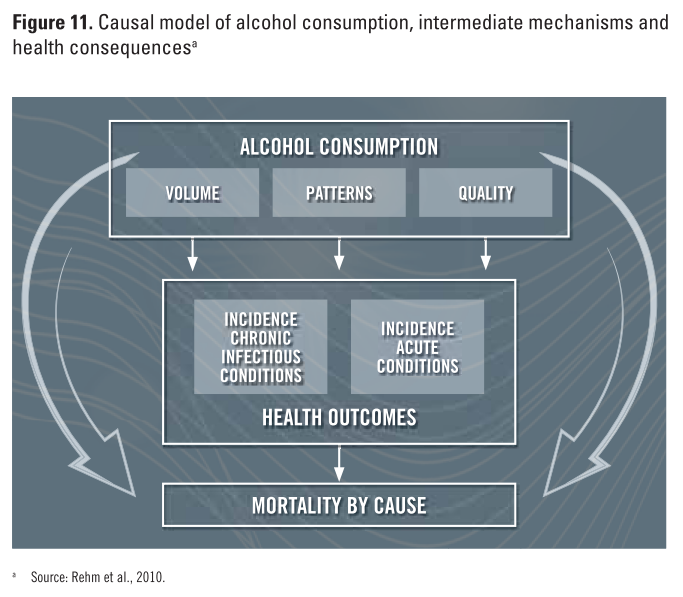 Figure 11. Causal model of alcohol consumption, intermediate mechanisms and
health consequencesᵃ
ALCOHOL CONSUMPTION
VOLUME
PATTERNS
QUALITY
INCIDENCE
CHRONIC
INFECTIOUS
CONDITIONS
INCIDENCE
ACUTE
CONDITIONS
HEALTH OUTCOMES
MORTALITY BY CAUSE
ᵃ Source: Rehm et al., 2010.